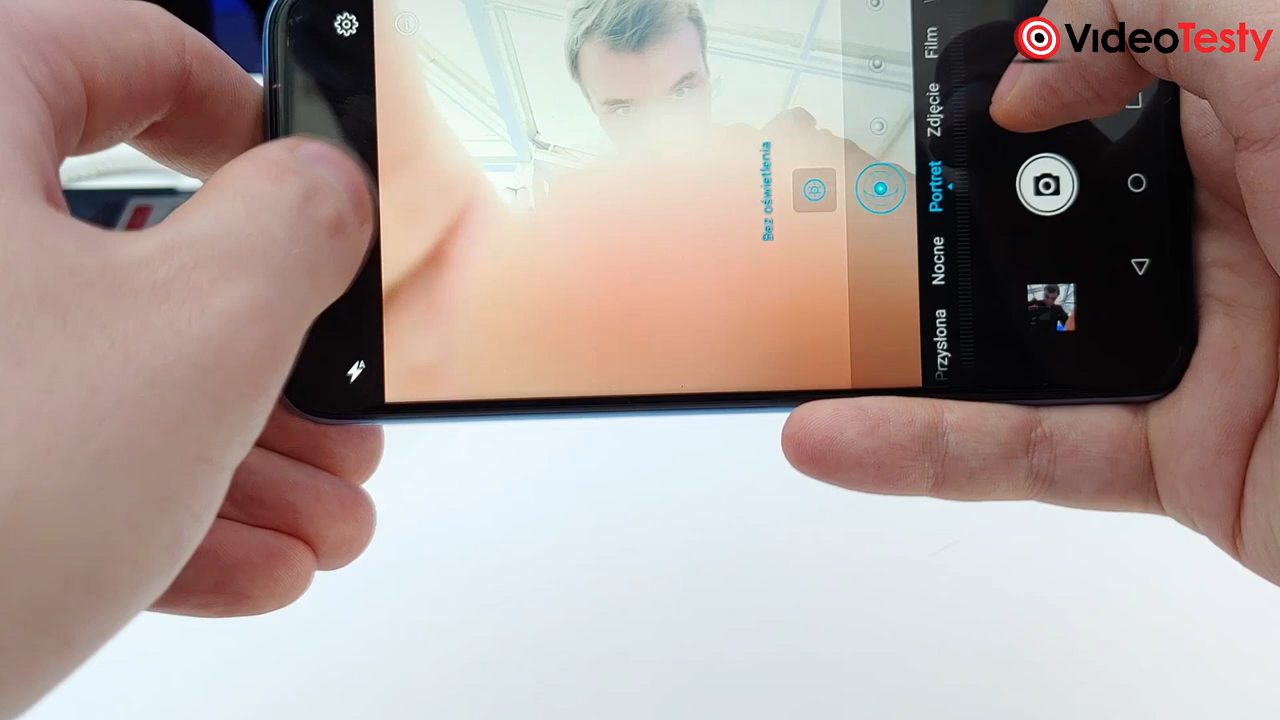 VideoTesty
Film
Zdjęcie
Portret
Nocne
Przysłona
Bez oświetlenia